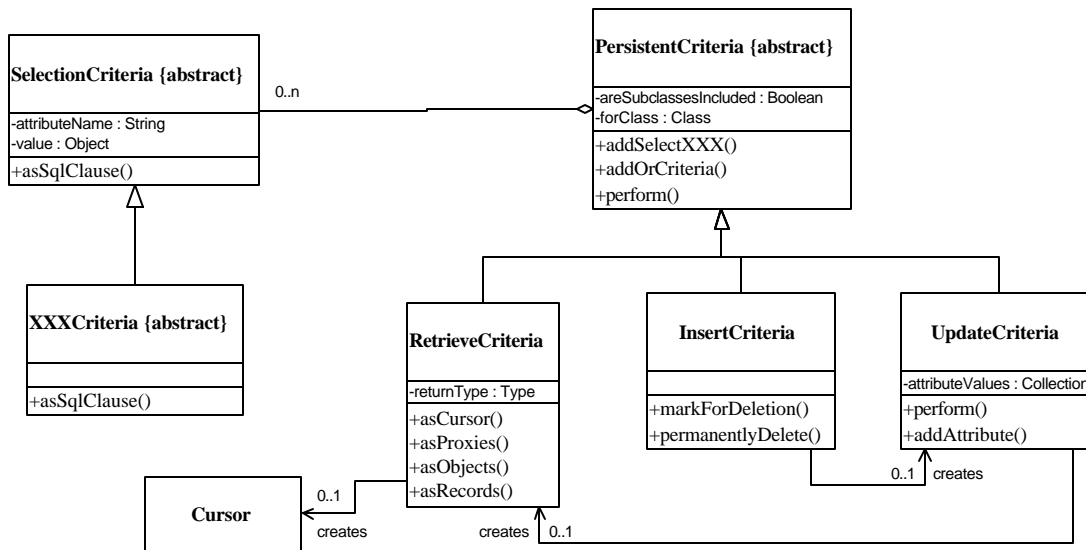 SelectionCriteria {abstract}
-attributeName : String
-value : Object
+asSqlClause()
0..n
PersistentCriteria {abstract}
-areSubclassesIncluded : Boolean
-forClass : Class
+addSelectXXX()
+addOrCriteria()
+perform()
XXXCriteria {abstract}
+asSqlClause()
RetrieveCriteria
-returnType : Type
+asCursor()
+asProxies()
+asObjects()
+asRecords()
InsertCriteria
+markForDeletion()
+permanentlyDelete()
UpdateCriteria
-attributeValues : Collection
+perform()
+addAttribute()
0..1
creates
Cursor
0..1
creates
creates
0..1